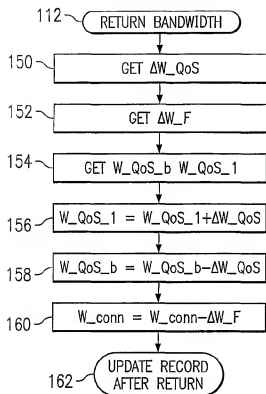 112 RETURN BANDWIDTH
150 GET ΔW_QoS
152 GET ΔW_F
154 GET W_QoS_b W_QoS_1
156 W_QoS_1 = W_QoS_1+ΔW_QoS
158 W_QoS_b = W_QoS_b-ΔW_QoS
160 W_conn = W_conn-ΔW_F
UPDATE RECORD
162 AFTER RETURN